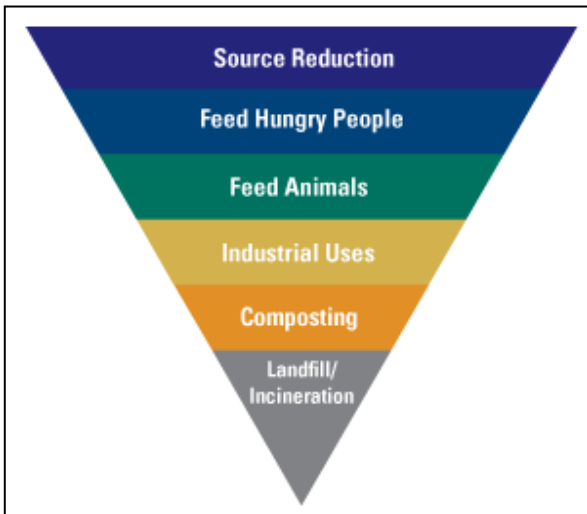 Source Reduction
Feed Hungry People
Feed Animals
Industrial Uses
Composting
Landfill/
Incineration